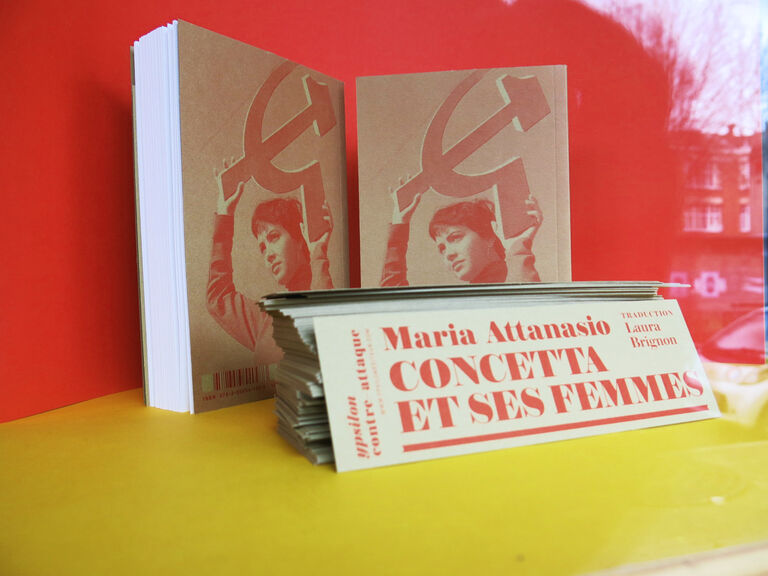 Maria Attanasio
CONCETTA
ET SES FEMMES
TRADUCTION
Laura
Brignon
ypsilon
contre attaque